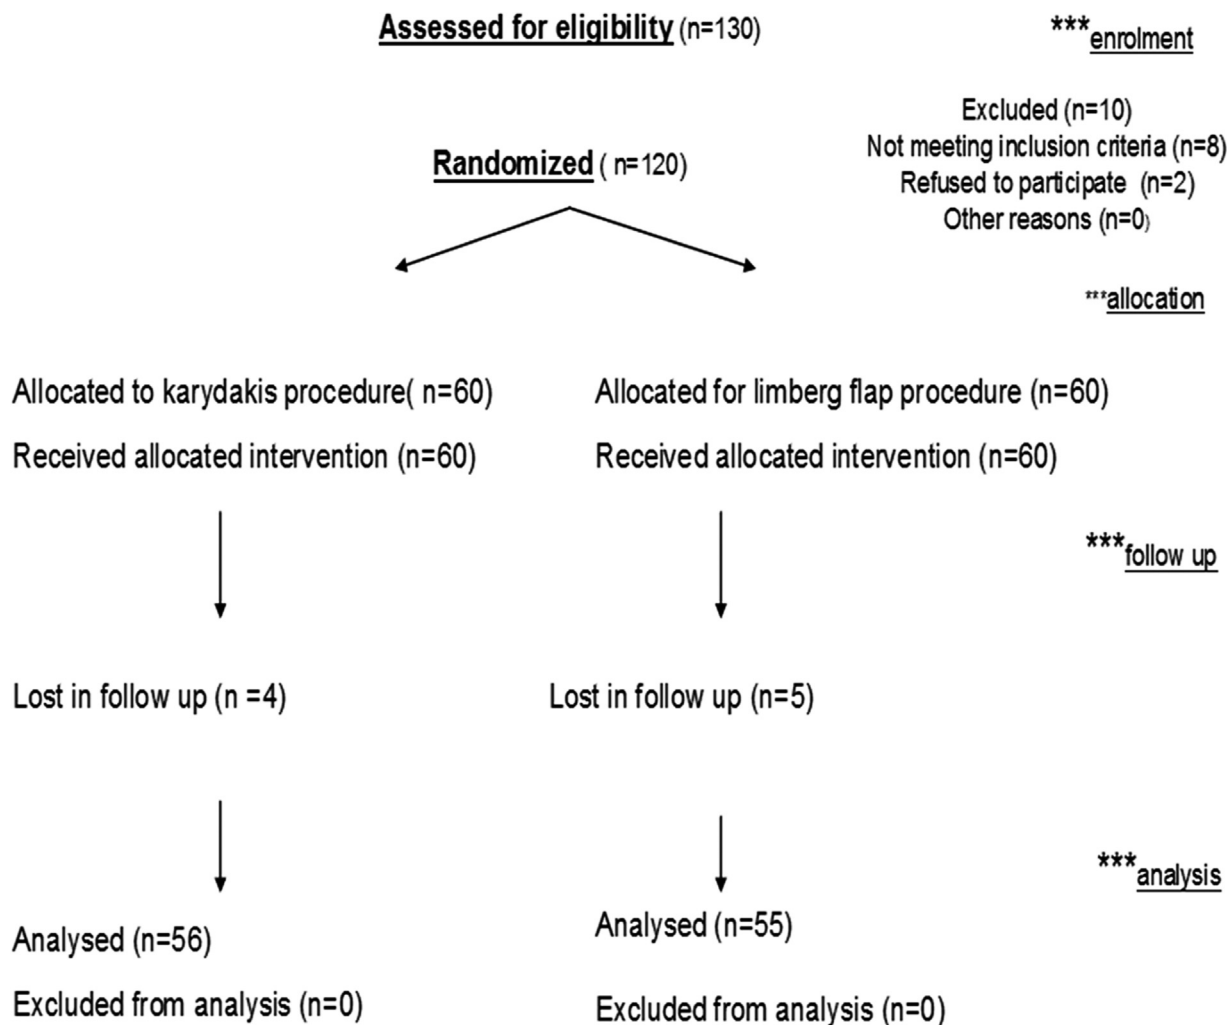 Assessed for eligibility (n=130)
***enrolment
Excluded (n=10)
Not meeting inclusion criteria (n=8)
Refused to participate (n=2)
Other reasons (n=0)
Randomized ( n=120)
***allocation
Allocated to karydakis procedure( n=60)
Received allocated intervention (n=60)
Allocated for limberg flap procedure (n=60)
Received allocated intervention (n=60)
***follow up
Lost in follow up (n =4)
Lost in follow up (n=5)
***analysis
Analysed (n=56)
Excluded from analysis (n=0)
Analysed (n=55)
Excluded from analysis (n=0)